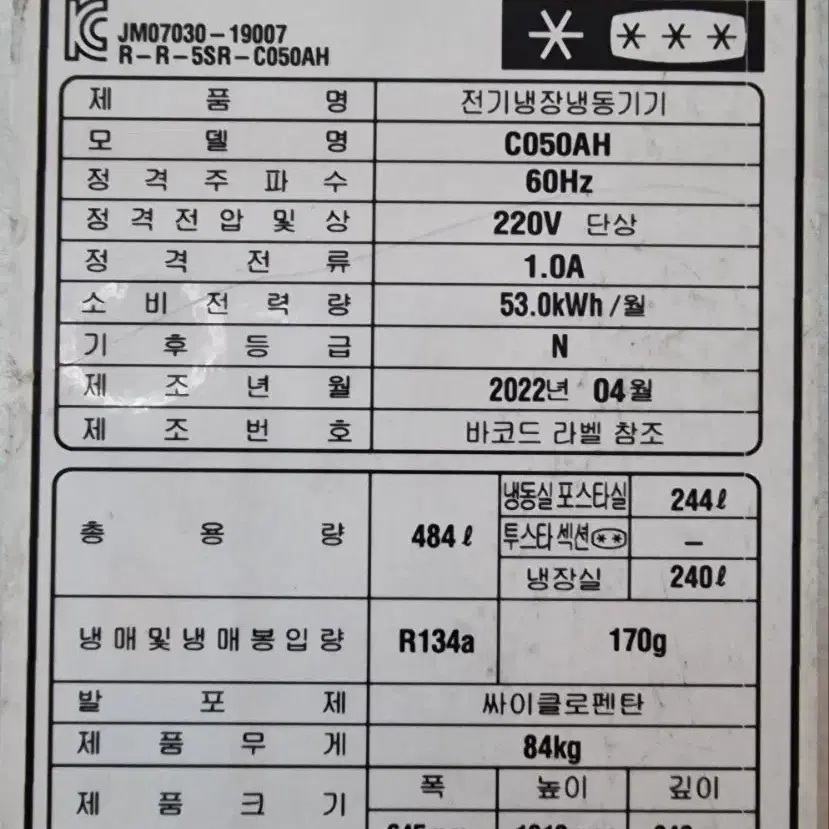 JM07030-19007
R-R-5SR-C050AH
제품명 전기냉장냉동기기
모델명 C050AH
정격주파수 60Hz
정격전압및상 220V 단상
정격전류 1.0A
소비전력량 53.0kWh/월
기후등급 N
제조년월 2022년 04월
제조번호 바코드 라벨 참조
총용량 484ℓ 냉동실 포스타실 244ℓ
투스타섹션(**) –
냉장실 240ℓ
냉매및냉매봉입량 R134a 170g
발포제 싸이클로펜탄
제품무게 84kg
제품크기 폭 높이 깊이